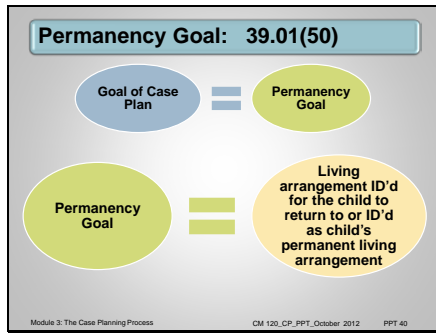 Permanency Goal:   39.01(50)
Goal of Case
Plan
Permanency
Goal
Permanency
Goal
Living
arrangement ID'd
for the child to
return to or ID'd
as child's
permanent living
arrangement
Module 3: The Case Planning Process
CM 120_CP_PPT_October 2012
PPT 40